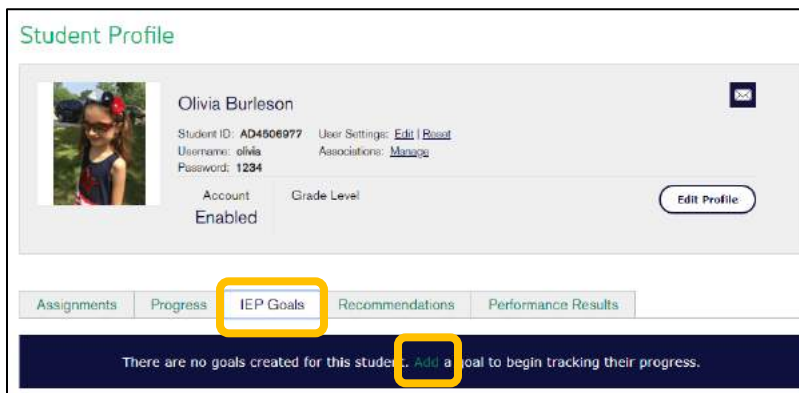 Student Profile
Olivia Burleson
Student ID: AD4506977 User Settings: Edit | Reset
Username: olivia Associations: Manage
Password: 1234
Account Grade Level
Enabled
Edit Profile
Assignments Progress IEP Goals Recommendations Performance Results
There are no goals created for this student. Add a goal to begin tracking their progress.